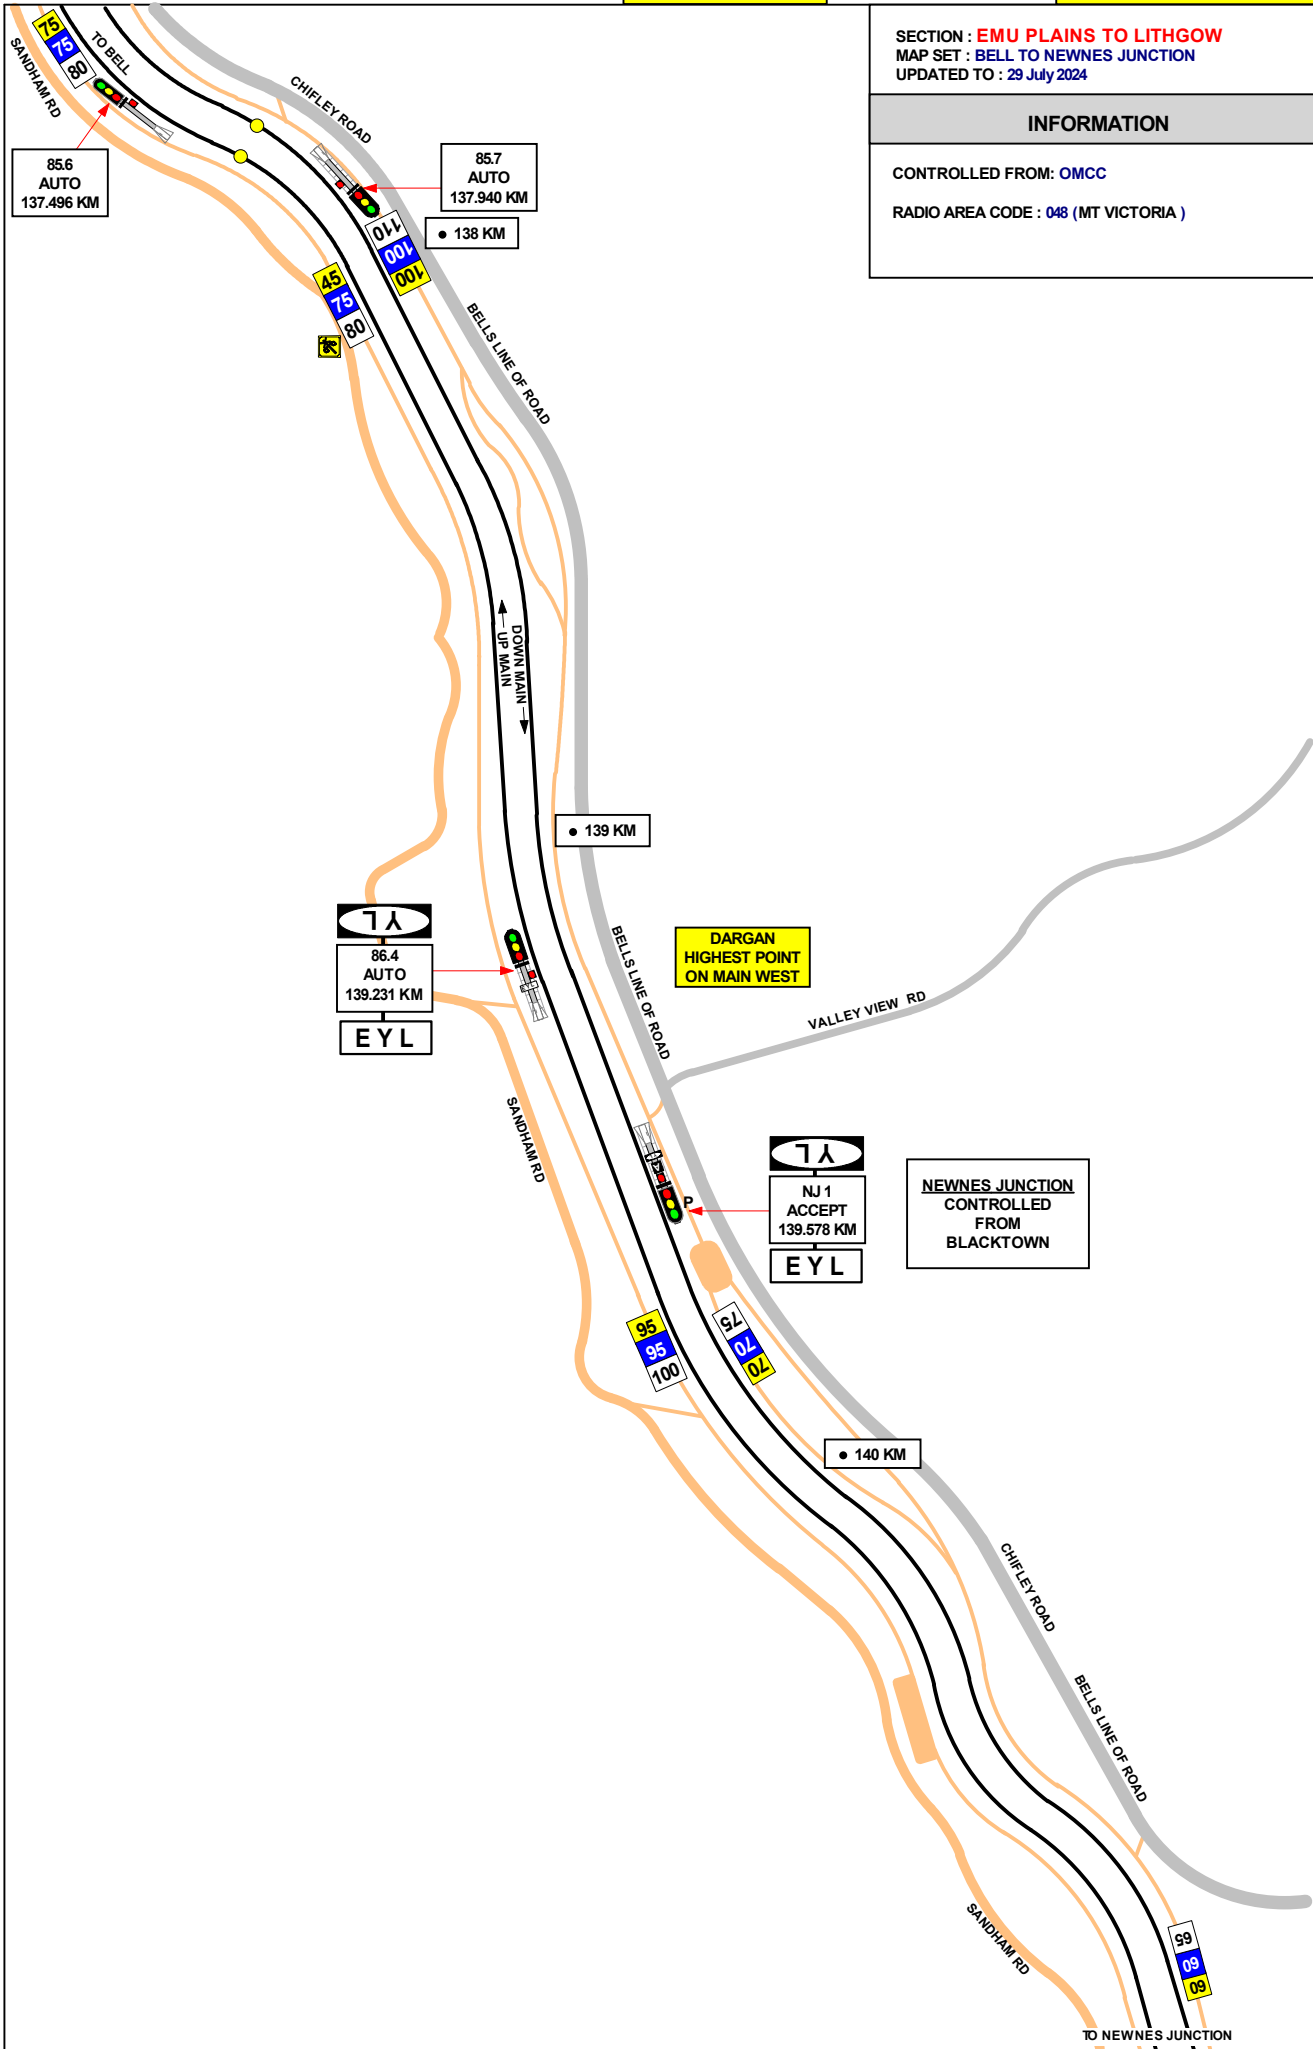 SECTION : EMU PLAINS TO LITHGOW
MAP SET : BELL TO NEWNES JUNCTION
UPDATED TO : 29 July 2024
INFORMATION
CONTROLLED FROM: OMCC
RADIO AREA CODE : 048 (MT VICTORIA )
75
75
80
TO BELL
SANDHAM RD
CHIFLEY ROAD
85.6
AUTO
137.496 KM
85.7
AUTO
137.940 KM
• 138 KM
110
100
100
45
75
80
BELLS LINE OF ROAD
UP MAIN
DOWN MAIN
• 139 KM
YL
86.4
AUTO
139.231 KM
E Y L
BELLS LINE OF ROAD
DARGAN
HIGHEST POINT
ON MAIN WEST
VALLEY VIEW RD
SANDHAM RD
P
YL
NJ 1
ACCEPT
139.578 KM
E Y L
NEWNES JUNCTION
CONTROLLED
FROM
BLACKTOWN
95
95
100
75
70
70
• 140 KM
CHIFLEY ROAD
BELLS LINE OF ROAD
SANDHAM RD
65
60
60
TO NEWNES JUNCTION